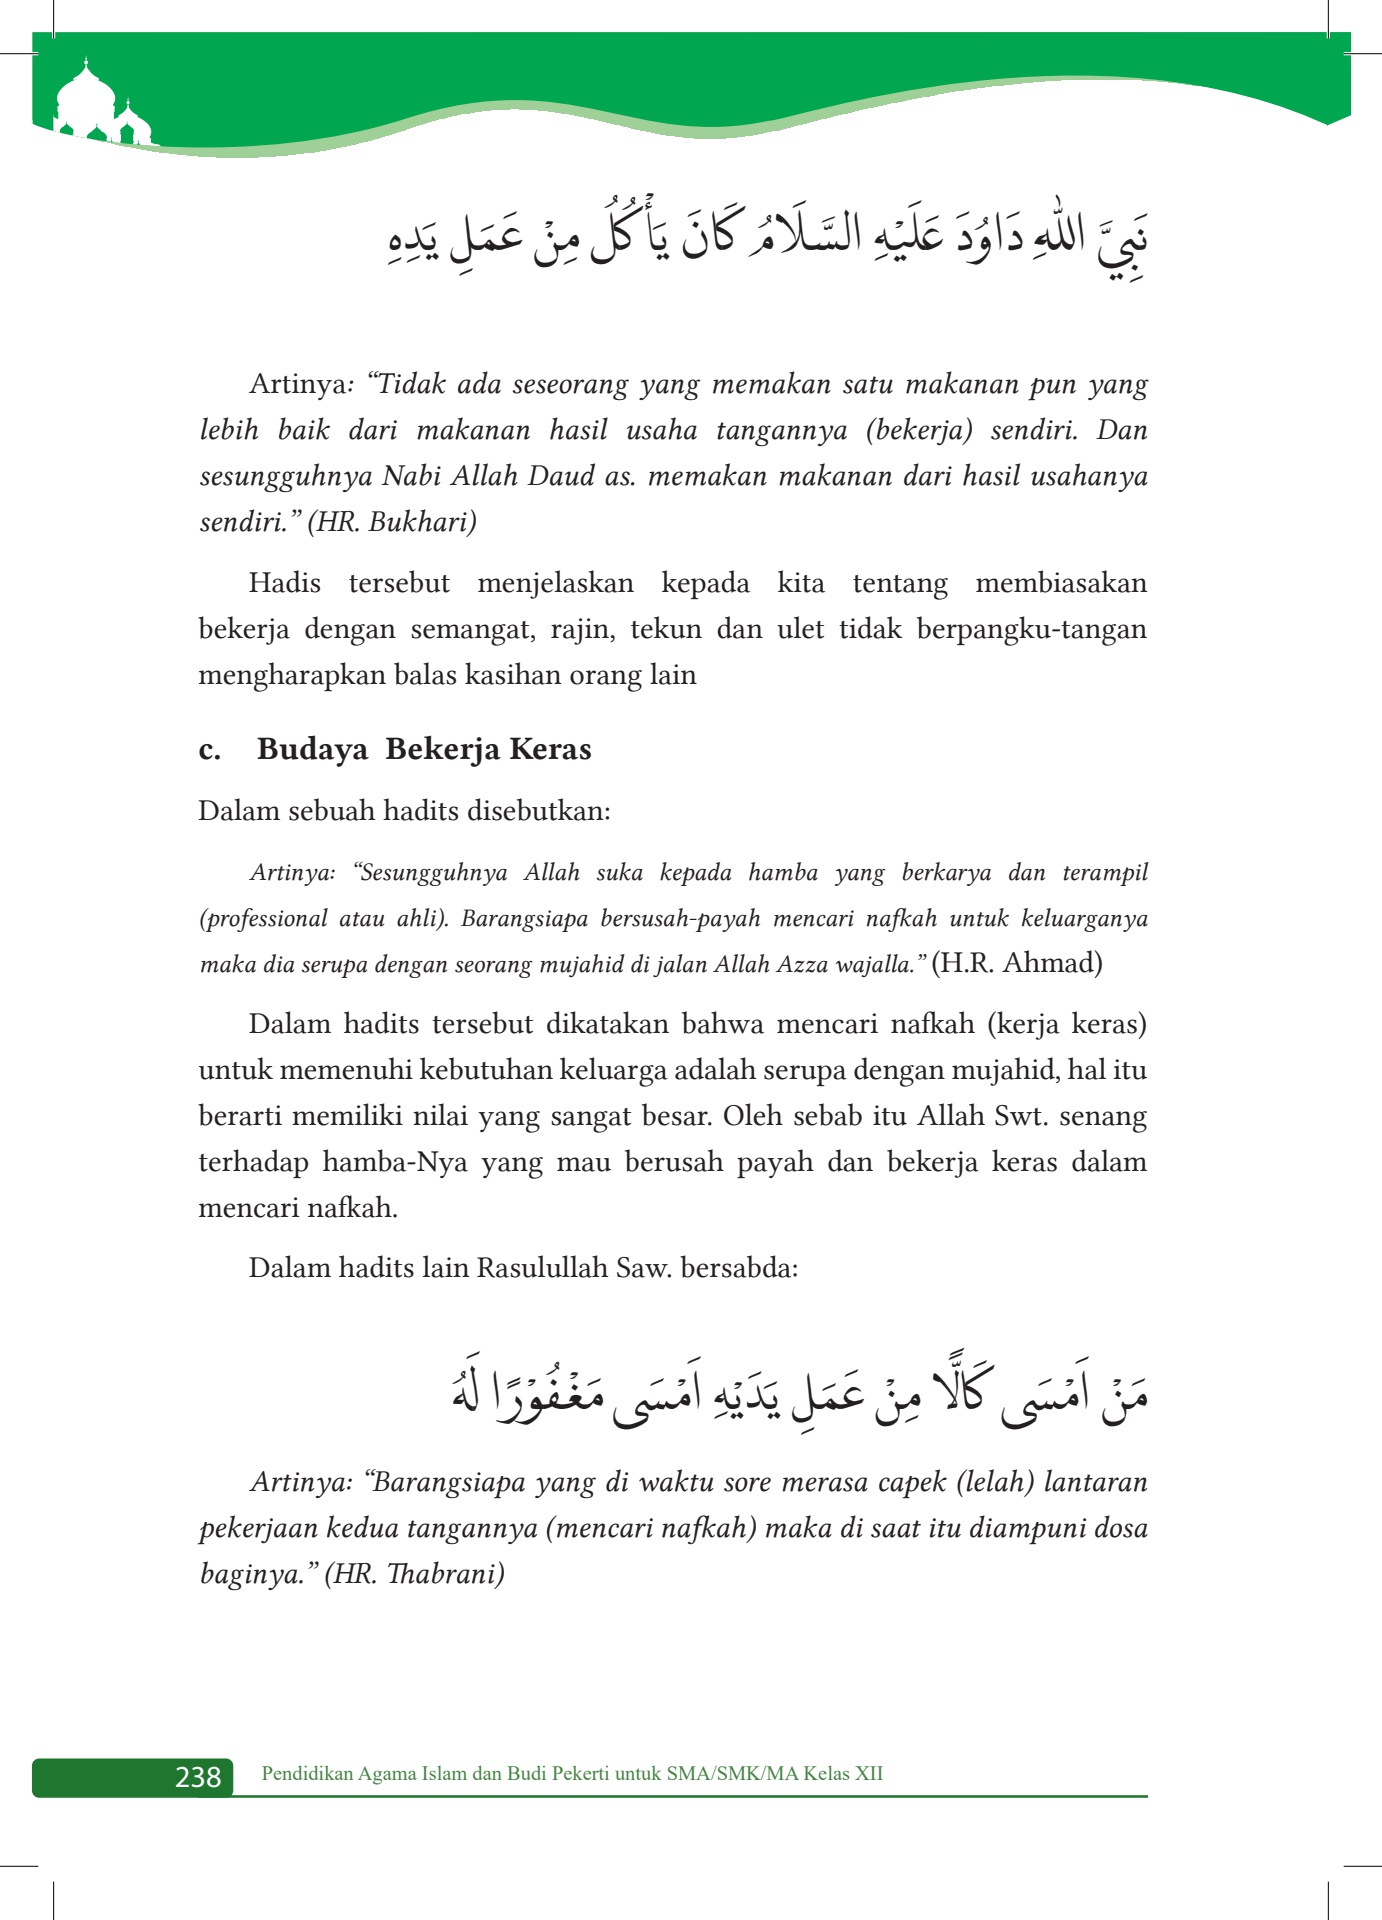 نَبِيَّ اللّٰهِ دَاوُدَ عَلَيْهِ السَّلَامُ كَانَ يَأْكُلُ مِنْ عَمَلِ يَدِهِ
Artinya: “Tidak ada seseorang yang memakan satu makanan pun yang
lebih baik dari makanan hasil usaha tangannya (bekerja) sendiri. Dan
sesungguhnya Nabi Allah Daud as. memakan makanan dari hasil usahanya
sendiri.” (HR. Bukhari)
Hadis tersebut menjelaskan kepada kita tentang membiasakan
bekerja dengan semangat, rajin, tekun dan ulet tidak berpangku-tangan
mengharapkan balas kasihan orang lain
c. Budaya Bekerja Keras
Dalam sebuah hadits disebutkan:
Artinya: “Sesungguhnya Allah suka kepada hamba yang berkarya dan terampil
(professional atau ahli). Barangsiapa bersusah-payah mencari nafkah untuk keluarganya
maka dia serupa dengan seorang mujahid di jalan Allah Azza wajalla.” (H.R. Ahmad)
Dalam hadits tersebut dikatakan bahwa mencari nafkah (kerja keras)
untuk memenuhi kebutuhan keluarga adalah serupa dengan mujahid, hal itu
berarti memiliki nilai yang sangat besar. Oleh sebab itu Allah Swt. senang
terhadap hamba-Nya yang mau berusah payah dan bekerja keras dalam
mencari nafkah.
Dalam hadits lain Rasulullah Saw. bersabda:
مَنْ اَمْسَى كَالًّا مِنْ عَمَلِ يَدَيْهِ اَمْسَى مَغْفُوْرًا لَهُ
Artinya: “Barangsiapa yang di waktu sore merasa capek (lelah) lantaran
pekerjaan kedua tangannya (mencari nafkah) maka di saat itu diampuni dosa
baginya.” (HR. Thabrani)
238 Pendidikan Agama Islam dan Budi Pekerti untuk SMA/SMK/MA Kelas XII